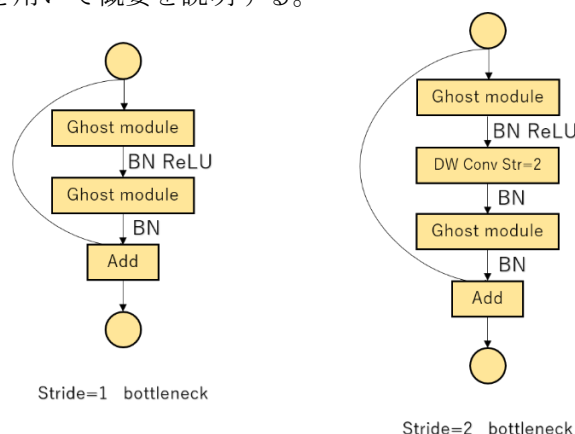 を用いて概要を説明する。
Ghost module
BN ReLU
Ghost module
BN
Add
Stride=1 bottleneck
Ghost module
BN ReLU
DW Conv Str=2
BN
Ghost module
BN
Add
Stride=2 bottleneck